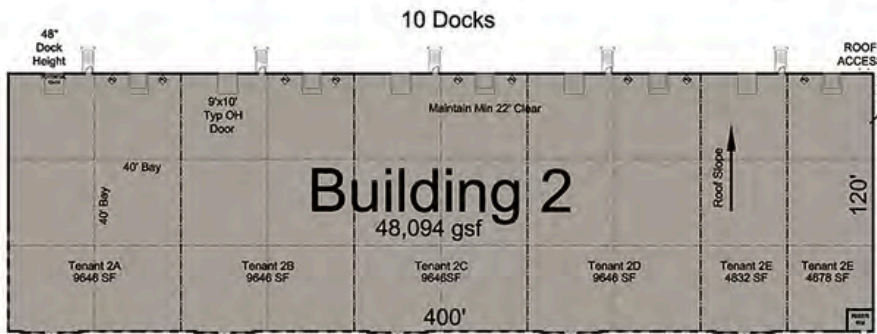 10 Docks
48"
Dock
Height
ROOF
ACCES
9'x10'
Typ OH
Door
Maintain Min 22' Clear
40' Bay
40' Bay
Roof Slope
Building 2
48,094 gsf
120'
Tenant 2A
9646 SF
Tenant 2B
9646 SF
Tenant 2C
9646SF
Tenant 2D
9646 SF
Tenant 2E
4832 SF
Tenant 2E
4678 SF
400'